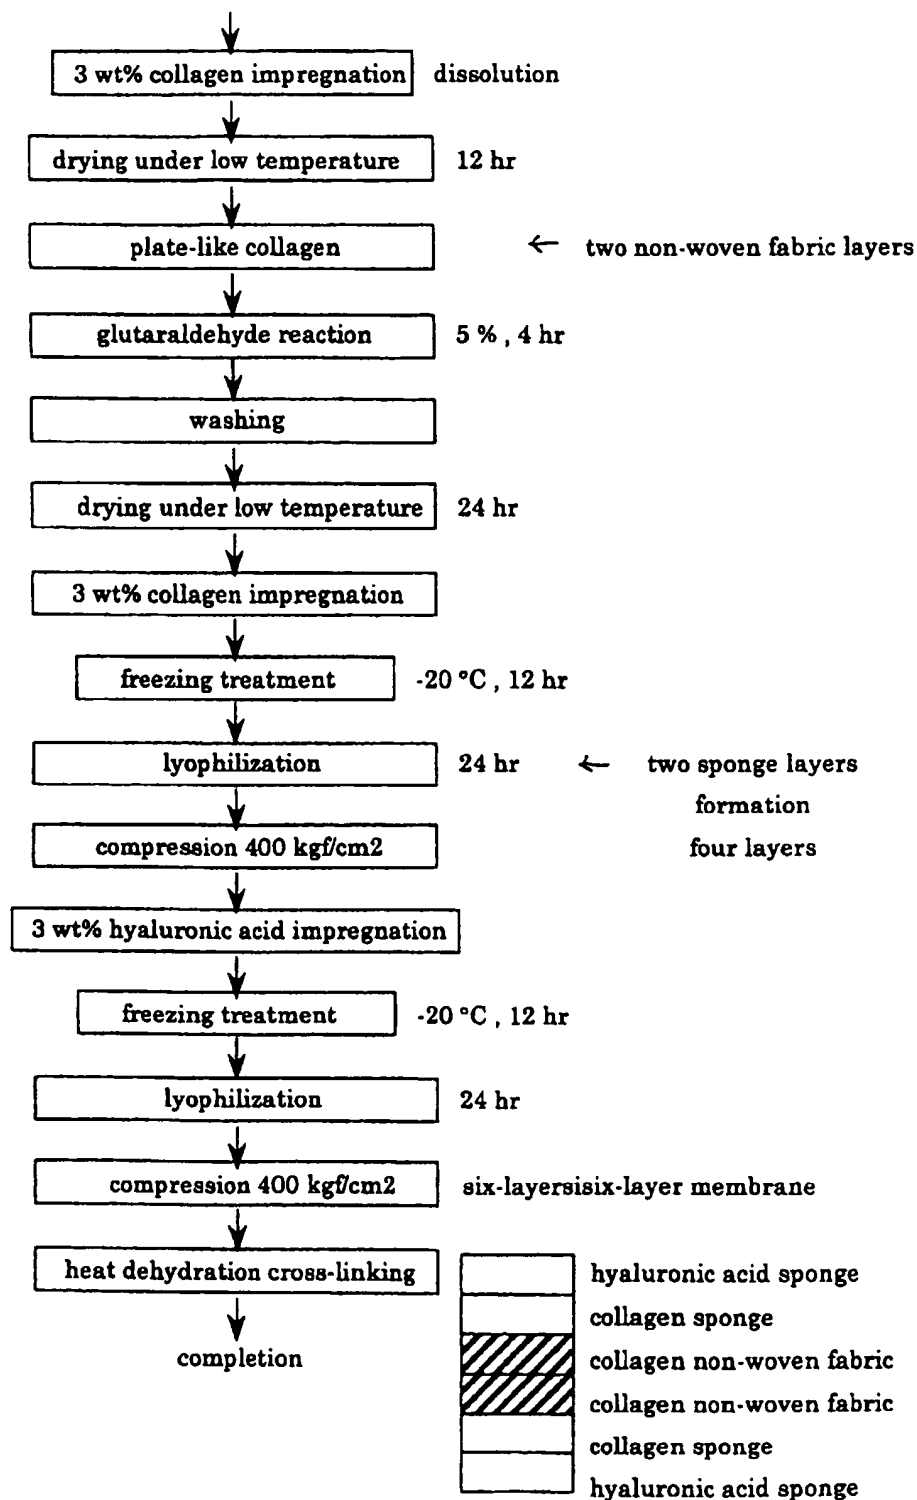 3 wt% collagen impregnation dissolution
drying under low temperature 12 hr
plate-like collagen ← two non-woven fabric layers
glutaraldehyde reaction 5 % , 4 hr
washing
drying under low temperature 24 hr
3 wt% collagen impregnation
freezing treatment -20 °C , 12 hr
lyophilization 24 hr ← two sponge layers
formation
compression 400 kgf/cm2 four layers
3 wt% hyaluronic acid impregnation
freezing treatment -20 °C , 12 hr
lyophilization 24 hr
compression 400 kgf/cm2 six-layersisix-layer membrane
heat dehydration cross-linking hyaluronic acid sponge
collagen sponge
completion collagen non-woven fabric
collagen non-woven fabric
collagen sponge
hyaluronic acid sponge